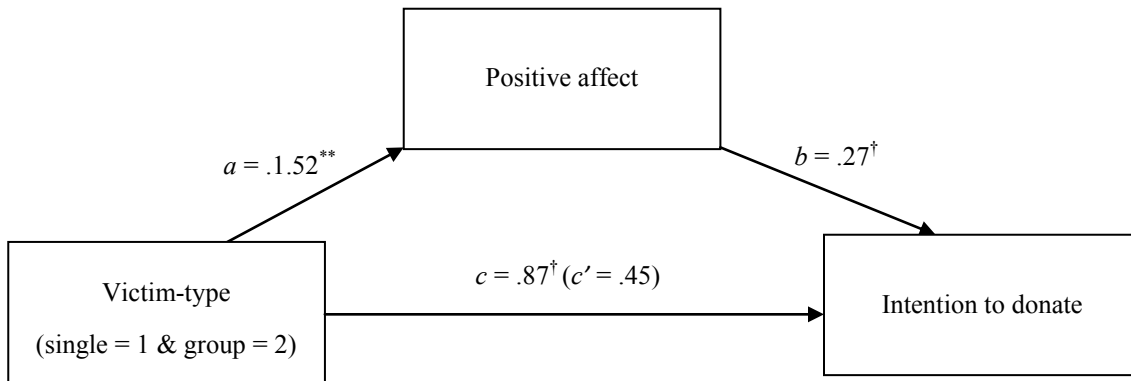 Positive affect
a = .1.52**
b = .27†
Victim-type
(single = 1 & group = 2)
c = .87† (c′ = .45)
Intention to donate